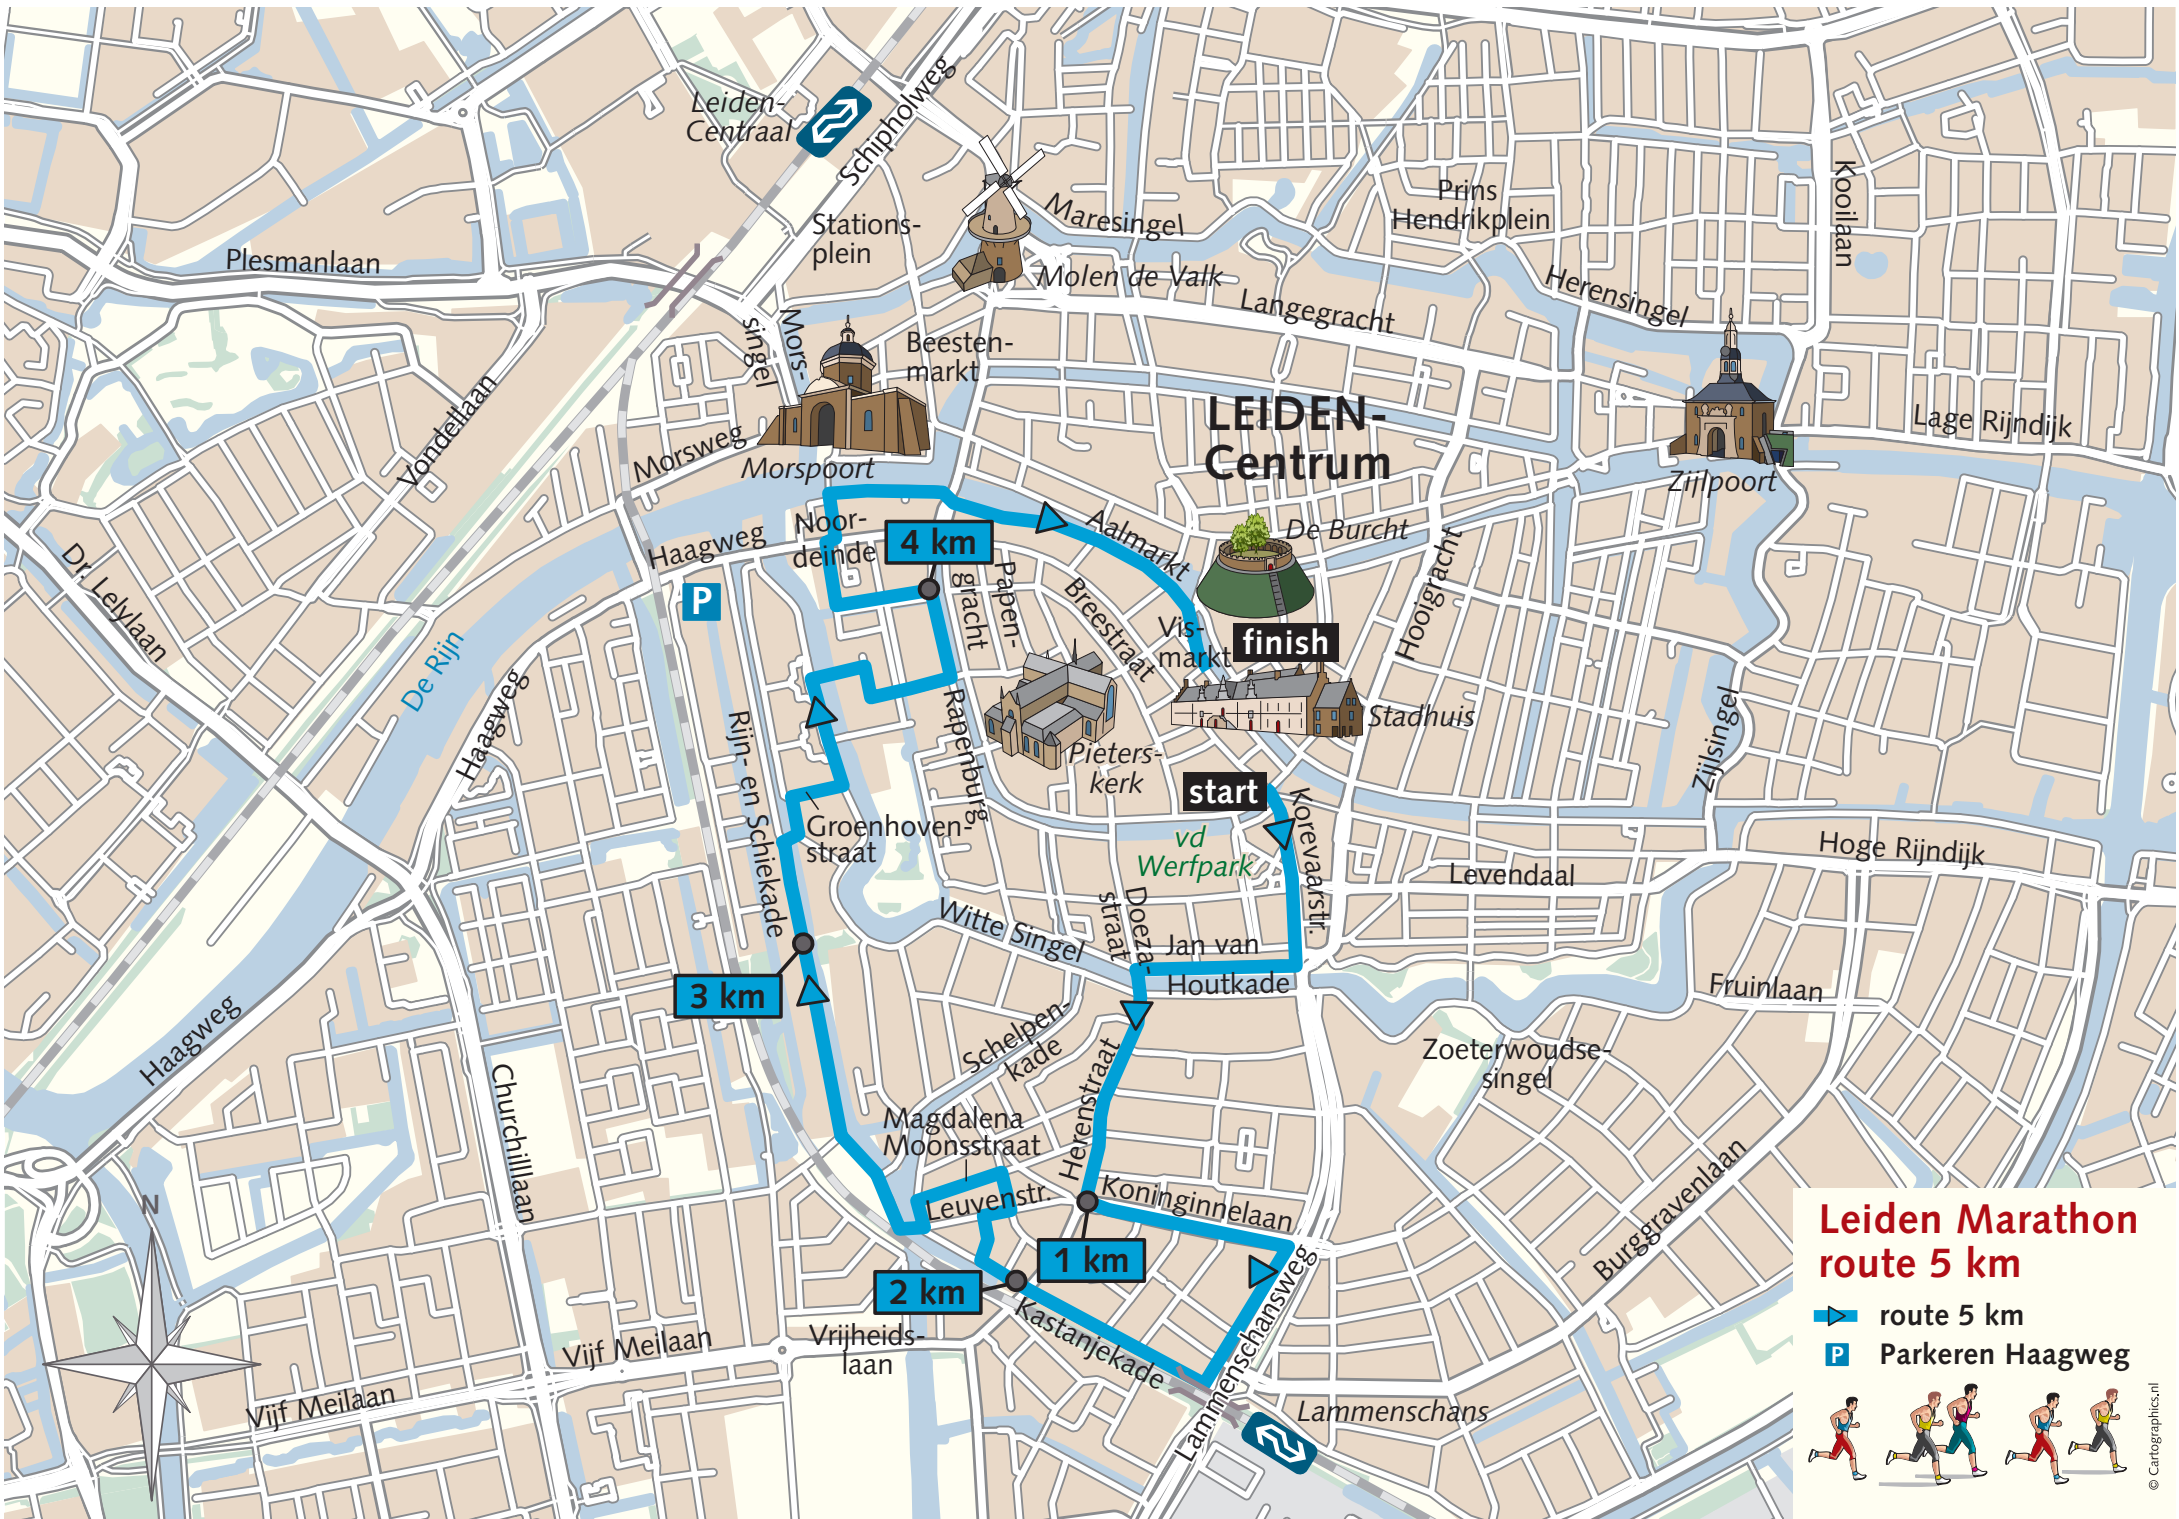 Leiden-
Centraal
Schipholweg
Stations-
plein
Maresingel
Molen de Valk
Prins
Hendrikplein
Kooilaan
Plesmanlaan
Langegracht
Herensingel
Mors-
singel
Beesten-
markt
LEIDEN-
Centrum
Lage Rijndijk
Vondellaan
Morsweg
Morspoort
Zijlpoort
Noor-
deinde
4 km
Aalmarkt
De Burcht
Haagweg
P
Papen-
gracht
Breestraat
Hooigracht
Dr. Lelylaan
De Rijn
Haagweg
Vis-
markt
finish
Stadhuis
Rapenburg
Pieters-
kerk
Rijn- en Schiekade
Zijlsingel
start
Korevaarstr.
vd
Werfpark
Groenhoven-
straat
Levendaal
Hoge Rijndijk
Doeza-
straat
Witte Singel
Jan van
Houtkade
3 km
Fruinlaan
Haagweg
Schelpen-
kade
Zoeterwoudse-
singel
Churchilllaan
Herenstraat
Magdalena
Moonsstraat
Leuvenstr.
Koninginnelaan
Burggravenlaan
N
1 km
2 km
Kastanjekade
Lammenschansweg
Vrijheids-
laan
Vijf Meilaan
Vijf Meilaan
Lammenschans
Leiden Marathon
route 5 km
route 5 km
P Parkeren Haagweg
© Cartographics.nl